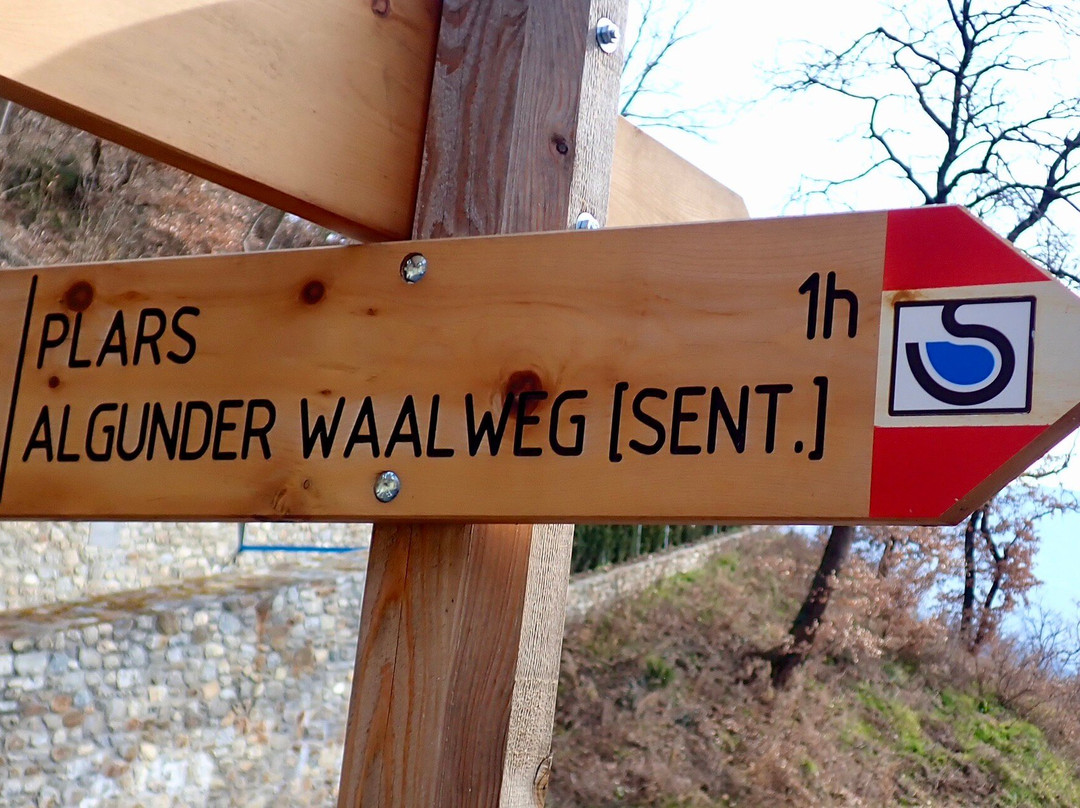 PLARS 1h
ALGUNDER WAALWEG [SENT.]